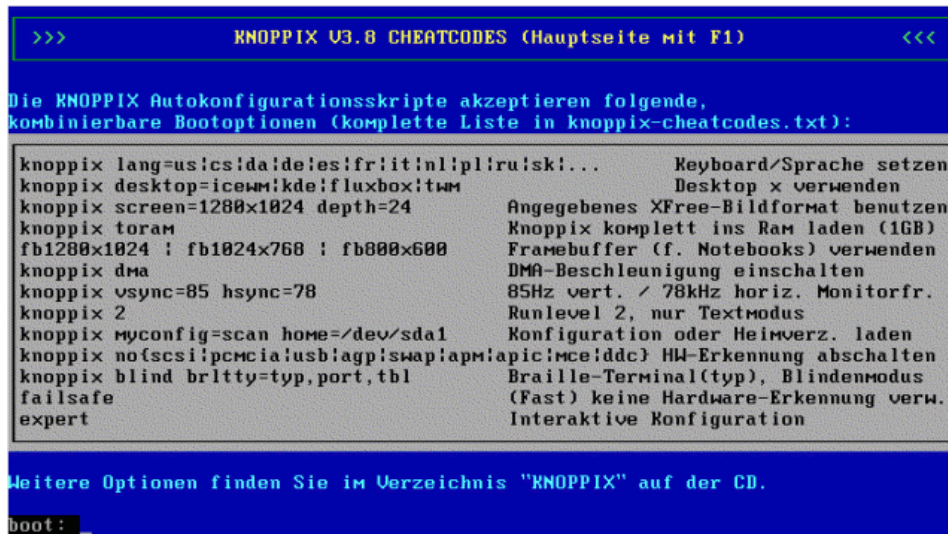 >>> KNOPPIX V3.8 CHEATCODES (Hauptseite mit F1) <<<
Die KNOPPIX Autokonfigurationsskripte akzeptieren folgende,
kombinierbare Bootoptionen (komplette Liste in knoppix-cheatcodes.txt):
knoppix lang=us¦cs¦da¦de¦es¦fr¦it¦nl¦pl¦ru¦sk¦... Keyboard/Sprache setzen
knoppix desktop=icewm¦kde¦fluxbox¦twm Desktop x verwenden
knoppix screen=1280x1024 depth=24 Angegebenes XFree-Bildformat benutzen
knoppix toram Knoppix komplett ins Ram laden (1GB)
fb1280x1024 ¦ fb1024x768 ¦ fb800x600 Framebuffer (f. Notebooks) verwenden
knoppix dma DMA-Beschleunigung einschalten
knoppix vsync=85 hsync=78 85Hz vert. / 78kHz horiz. Monitorfr.
knoppix 2 Runlevel 2, nur Textmodus
knoppix myconfig=scan home=/dev/sda1 Konfiguration oder Heimverz. laden
knoppix no{scsi¦pcmcia¦usb¦agp¦swap¦apm¦apic¦mce¦ddc} HW-Erkennung abschalten
knoppix blind brltty=typ,port,tbl Braille-Terminal(typ), Blindenmodus
failsafe (Fast) keine Hardware-Erkennung verw.
expert Interaktive Konfiguration
Weitere Optionen finden Sie im Verzeichnis "KNOPPIX" auf der CD.
boot: _